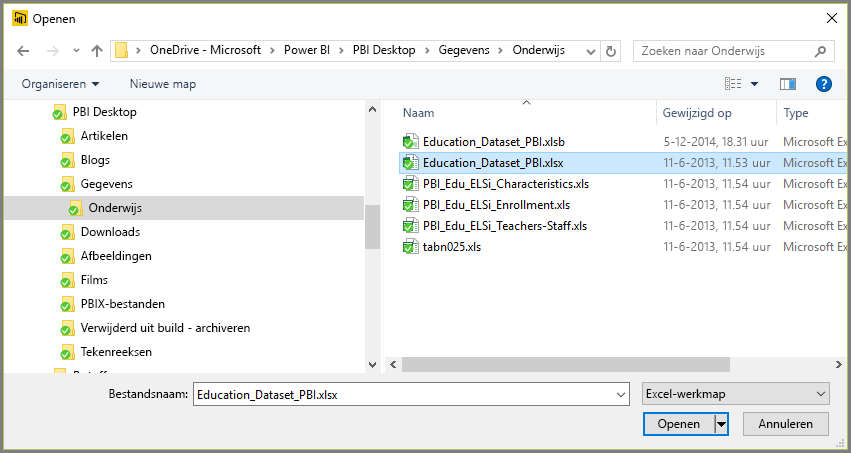 Openen
OneDrive - Microsoft > Power BI > PBI Desktop > Gegevens > Onderwijs
Zoeken naar Onderwijs
Organiseren
Nieuwe map
PBI Desktop
Artikelen
Blogs
Gegevens
Onderwijs
Downloads
Afbeeldingen
Films
PBIX-bestanden
Verwijderd uit build - archiveren
Tekenreeksen
Naam Gewijzigd op Type
Education_Dataset_PBI.xlsb 5-12-2014, 18.31 uur Microsoft Ex
Education_Dataset_PBI.xlsx 11-6-2013, 11.53 uur Microsoft Ex
PBI_Edu_ELSi_Characteristics.xls 11-6-2013, 11.54 uur Microsoft Ex
PBI_Edu_ELSi_Enrollment.xls 11-6-2013, 11.54 uur Microsoft Ex
PBI_Edu_ELSi_Teachers-Staff.xls 11-6-2013, 11.54 uur Microsoft Ex
tabn025.xls 11-6-2013, 11.54 uur Microsoft Ex
Bestandsnaam: Education_Dataset_PBI.xlsx
Excel-werkmap
Openen
Annuleren